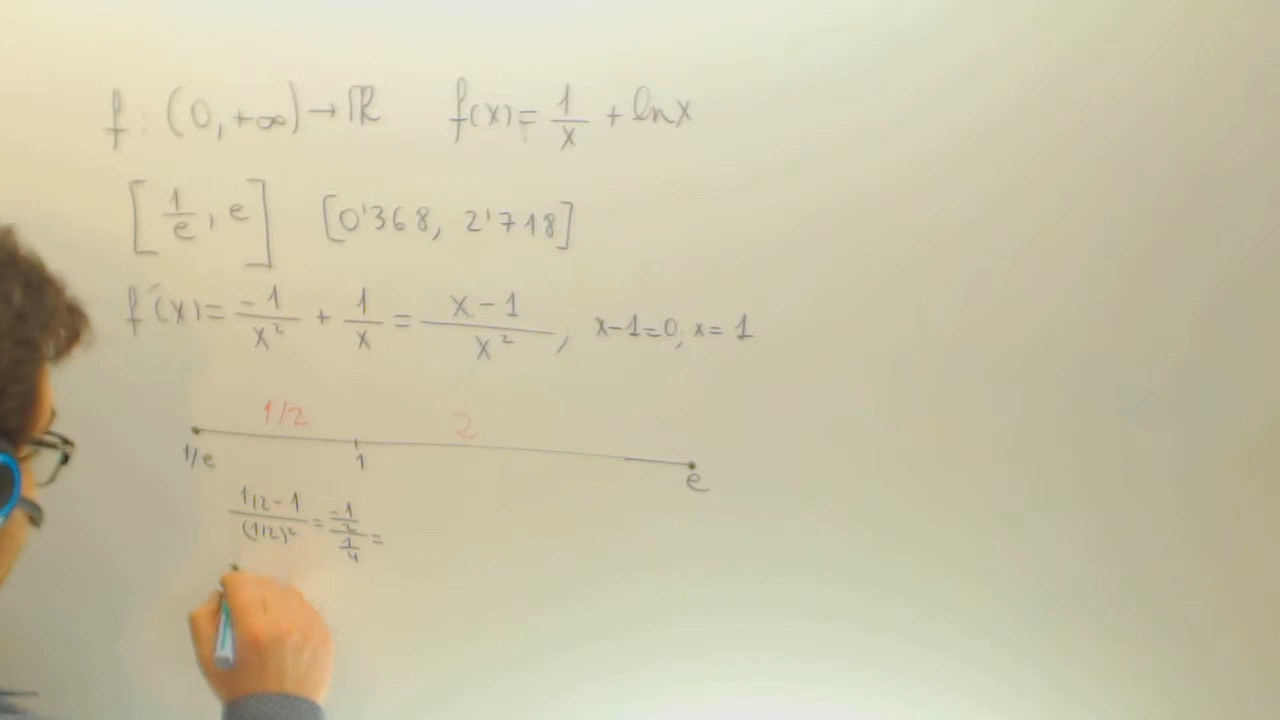 f : (0, +∞) → ℝ f(x) = 1/x + ln x
[1/e, e] [0'368, 2'718]
f'(x) = -1/x² + 1/x = x-1/x² , x-1=0, x=1
1/2 2
1/e 1 e
1/2 - 1/(1/2)² = -1/2/1/4 =